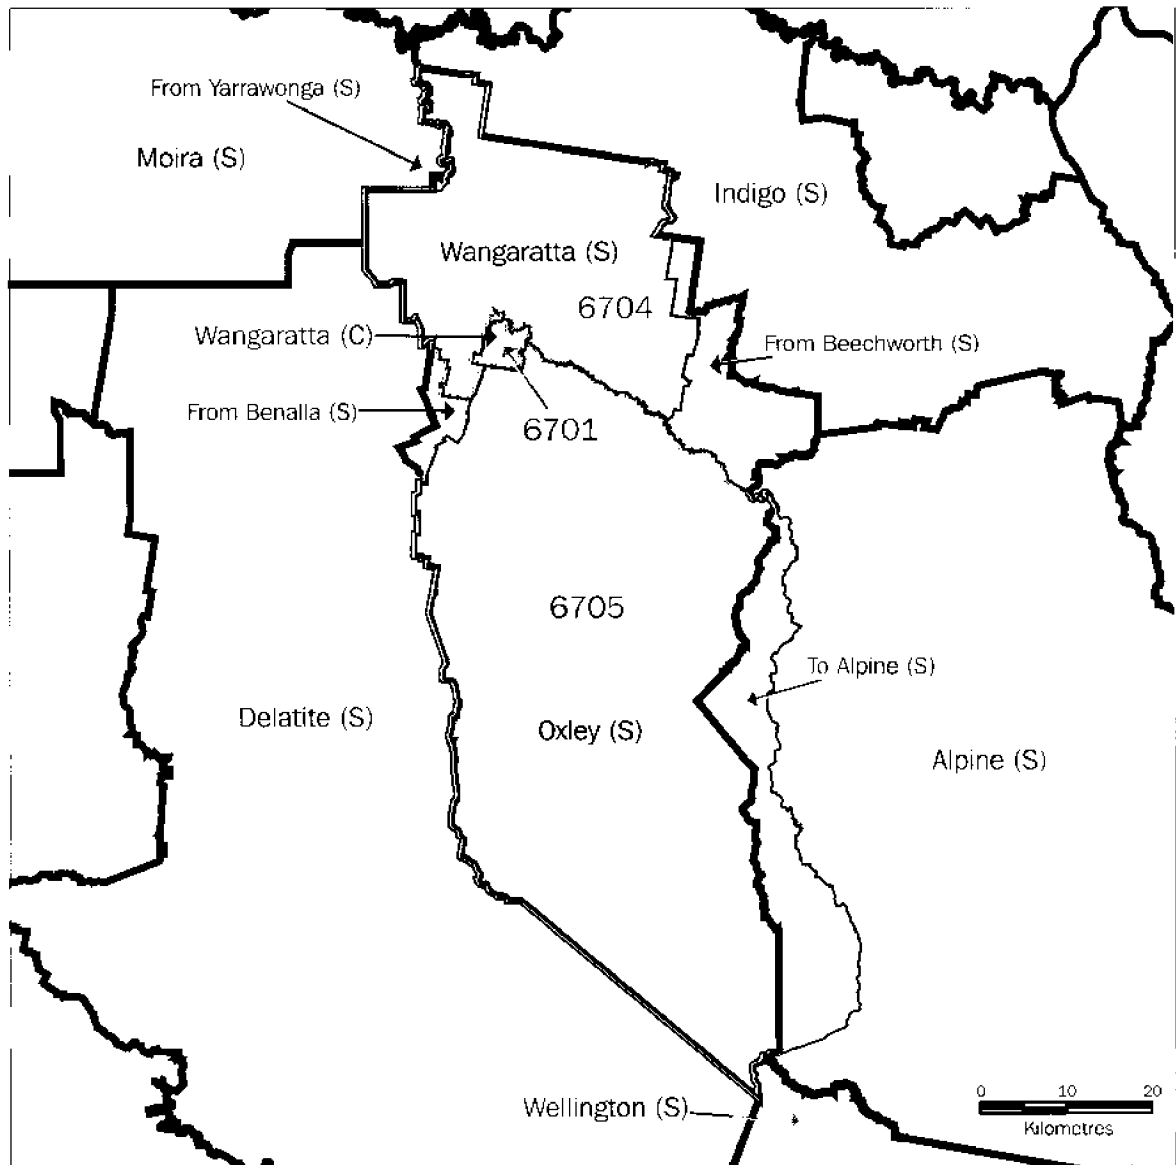 From Yarrawonga (S)
Moira (S)
Indigo (S)
Wangaratta (S)
6704
Wangaratta (C)
From Beechworth (S)
From Benalla (S)
6701
6705
To Alpine (S)
Delatite (S)
Oxley (S)
Alpine (S)
0 10 20
Kilometres
Wellington (S)